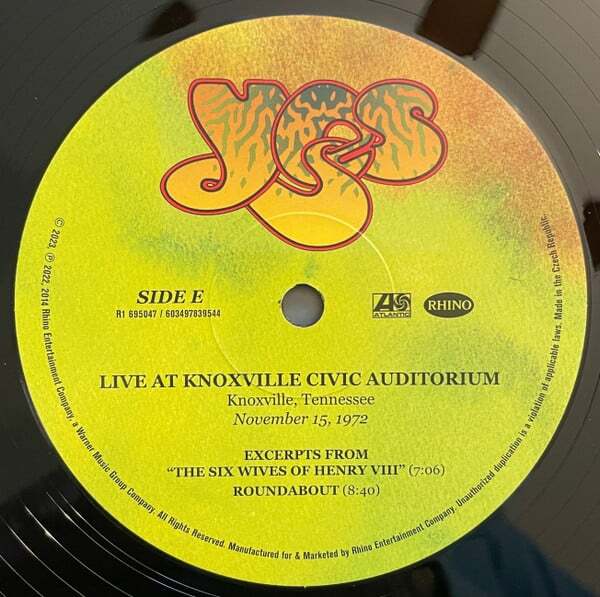 YES
SIDE E
R1 695047 / 603497839544
ATLANTIC
RHINO
LIVE AT KNOXVILLE CIVIC AUDITORIUM
Knoxville, Tennessee
November 15, 1972
EXCERPTS FROM
“THE SIX WIVES OF HENRY VIII” (7:06)
ROUNDABOUT (8:40)
© 2023, ℗ 2022, 2014 Rhino Entertainment Company, a Warner Music Group Company. All Rights Reserved. Manufactured for & Marketed by Rhino Entertainment Company. Unauthorized duplication is a violation of applicable laws. Made in the Czech Republic.